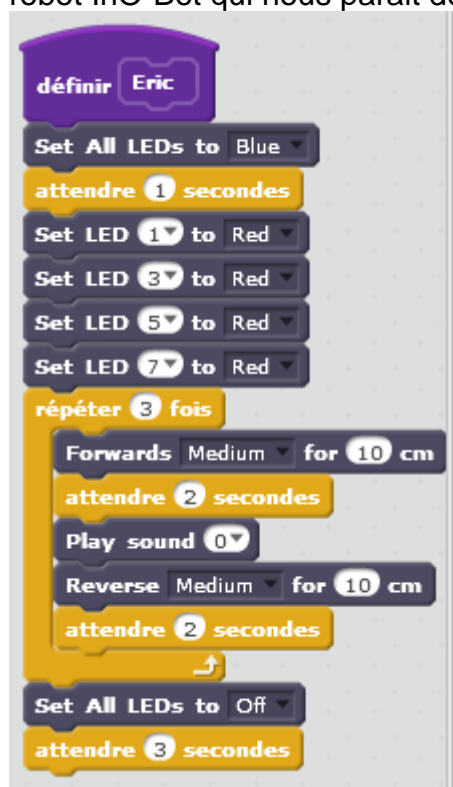 définir Eric
Set All LEDs to Blue
attendre 1 secondes
Set LED 1 to Red
Set LED 3 to Red
Set LED 5 to Red
Set LED 7 to Red
répéter 3 fois
Forwards Medium for 10 cm
attendre 2 secondes
Play sound 0
Reverse Medium for 10 cm
attendre 2 secondes
Set All LEDs to Off
attendre 3 secondes